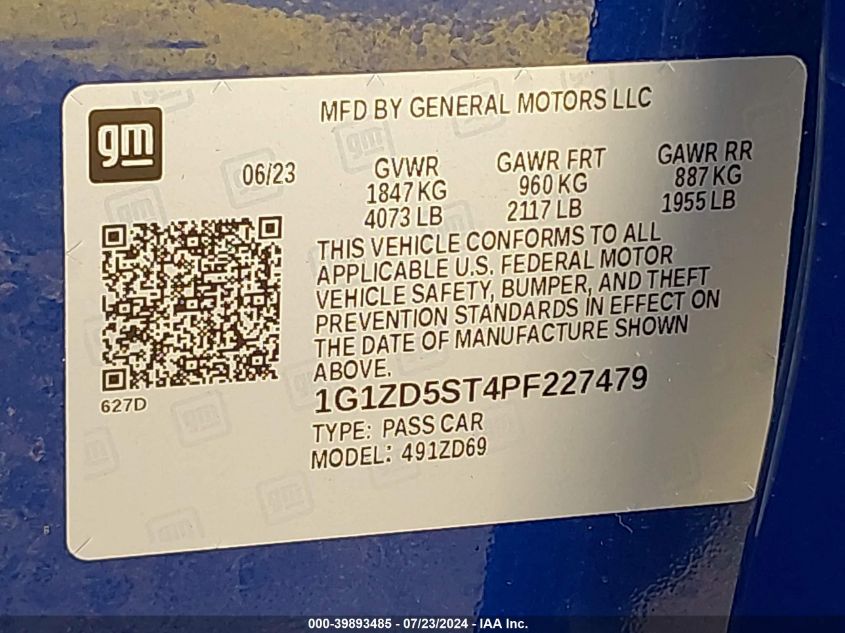 gm
MFD BY GENERAL MOTORS LLC
06/23
GVWR
1847 KG
4073 LB
GAWR FRT
960 KG
2117 LB
GAWR RR
887 KG
1955 LB
THIS VEHICLE CONFORMS TO ALL
APPLICABLE U.S. FEDERAL MOTOR
VEHICLE SAFETY, BUMPER, AND THEFT
PREVENTION STANDARDS IN EFFECT ON
THE DATE OF MANUFACTURE SHOWN
ABOVE.
627D
1G1ZD5ST4PF227479
TYPE: PASS CAR
MODEL: 491ZD69
000-39893485 - 07/23/2024 - IAA Inc.